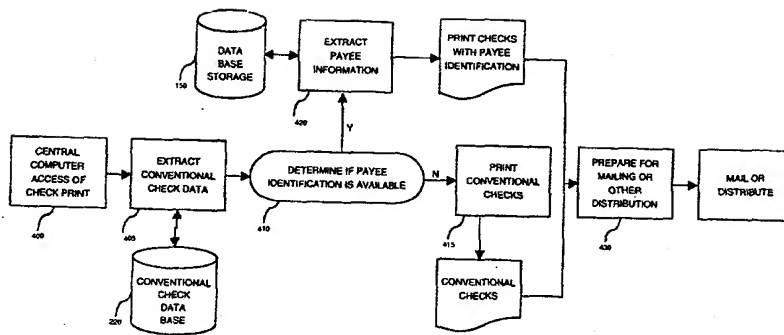 DATA
BASE
STORAGE
150
EXTRACT
PAYEE
INFORMATION
420
PRINT CHECKS
WITH PAYEE
IDENTIFICATION
Y
CENTRAL
COMPUTER
ACCESS OF
CHECK PRINT
400
EXTRACT
CONVENTIONAL
CHECK DATA
405
DETERMINE IF PAYEE
IDENTIFICATION IS AVAILABLE
410
N
PRINT
CONVENTIONAL
CHECKS
415
PREPARE FOR
MAILING OR
OTHER
DISTRIBUTION
430
MAIL OR
DISTRIBUTE
CONVENTIONAL
CHECK
DATA
BASE
220
CONVENTIONAL
CHECKS